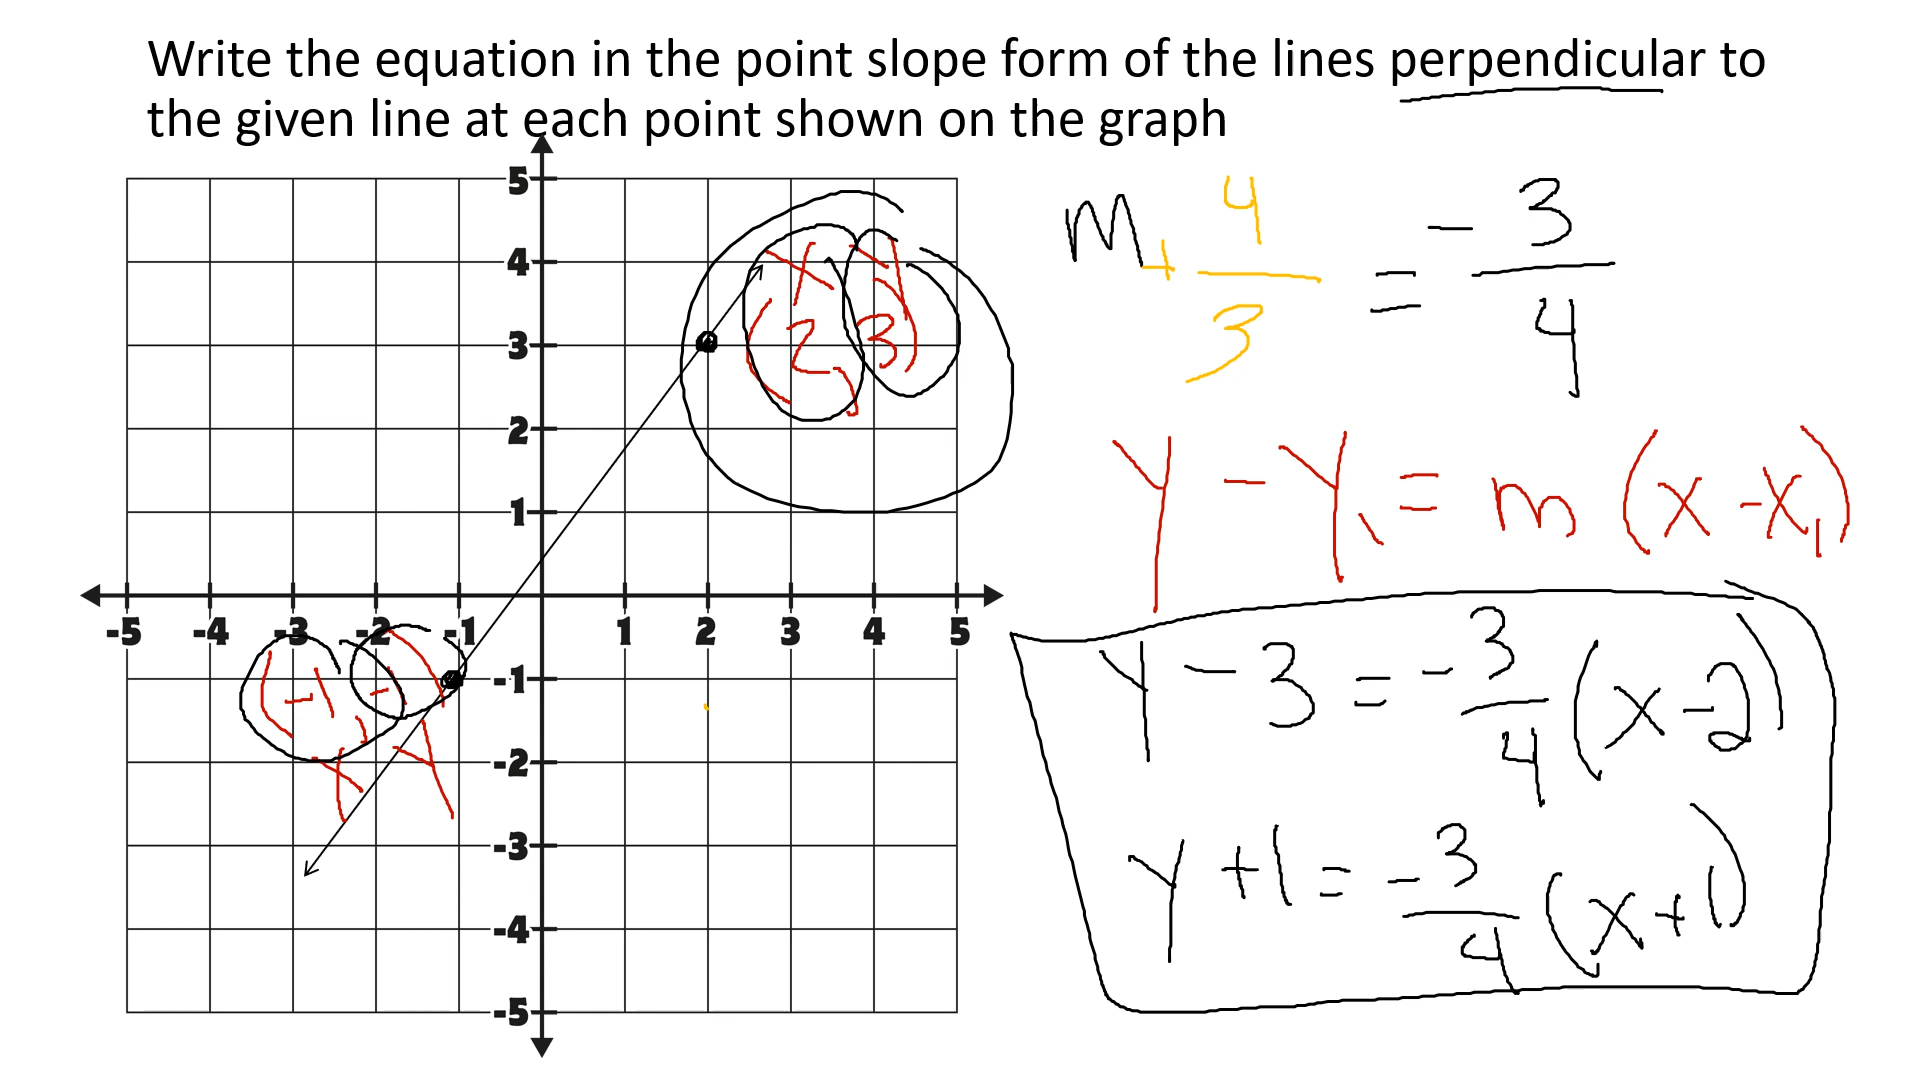 Write the equation in the point slope form of the lines perpendicular to
the given line at each point shown on the graph
m + 4/3 = - 3/4
Y - Y₁ = m (x - x₁)
Y - 3 = - 3/4 (x - 2)
Y + 1 = - 3/4 (x + 1)
5
4
3
2
1
-5 -4 -3 -2 -1 1 2 3 4 5
-1
-2
-3
-4
-5
x y
(2, 3)
(-1, -1)
x y